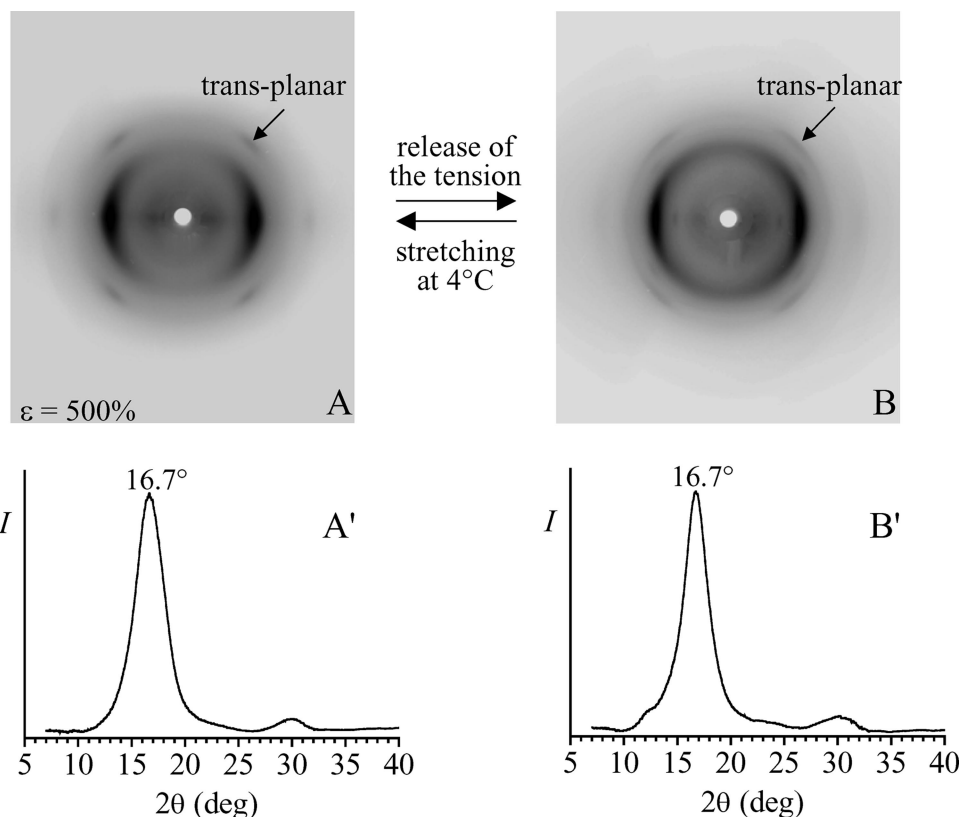 trans-planar
trans-planar
release of
the tension
stretching
at 4°C
ε = 500%
A
B
16.7°
16.7°
I
A'
I
B'
5 10 15 20 25 30 35 40
5 10 15 20 25 30 35 40
2θ (deg)
2θ (deg)